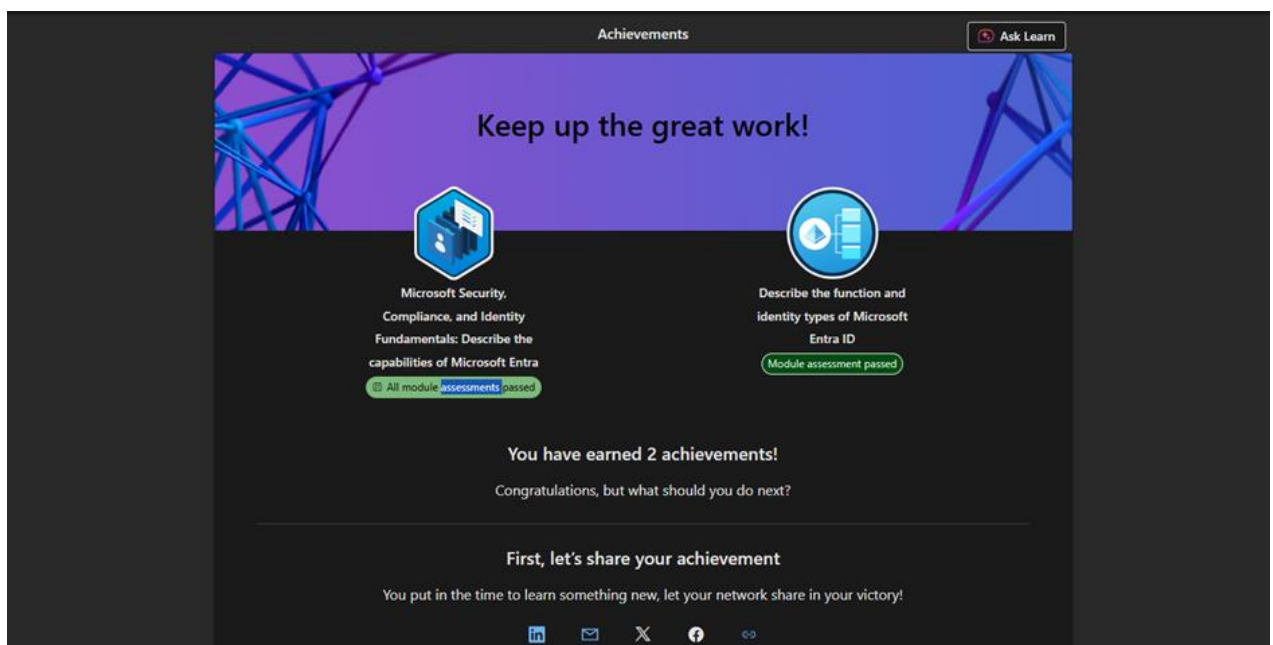 Achievements
Ask Learn
Keep up the great work!
Microsoft Security,
Compliance, and Identity
Fundamentals: Describe the
capabilities of Microsoft Entra
All module assessments passed
Describe the function and
identity types of Microsoft
Entra ID
Module assessment passed
You have earned 2 achievements!
Congratulations, but what should you do next?
First, let's share your achievement
You put in the time to learn something new, let your network share in your victory!